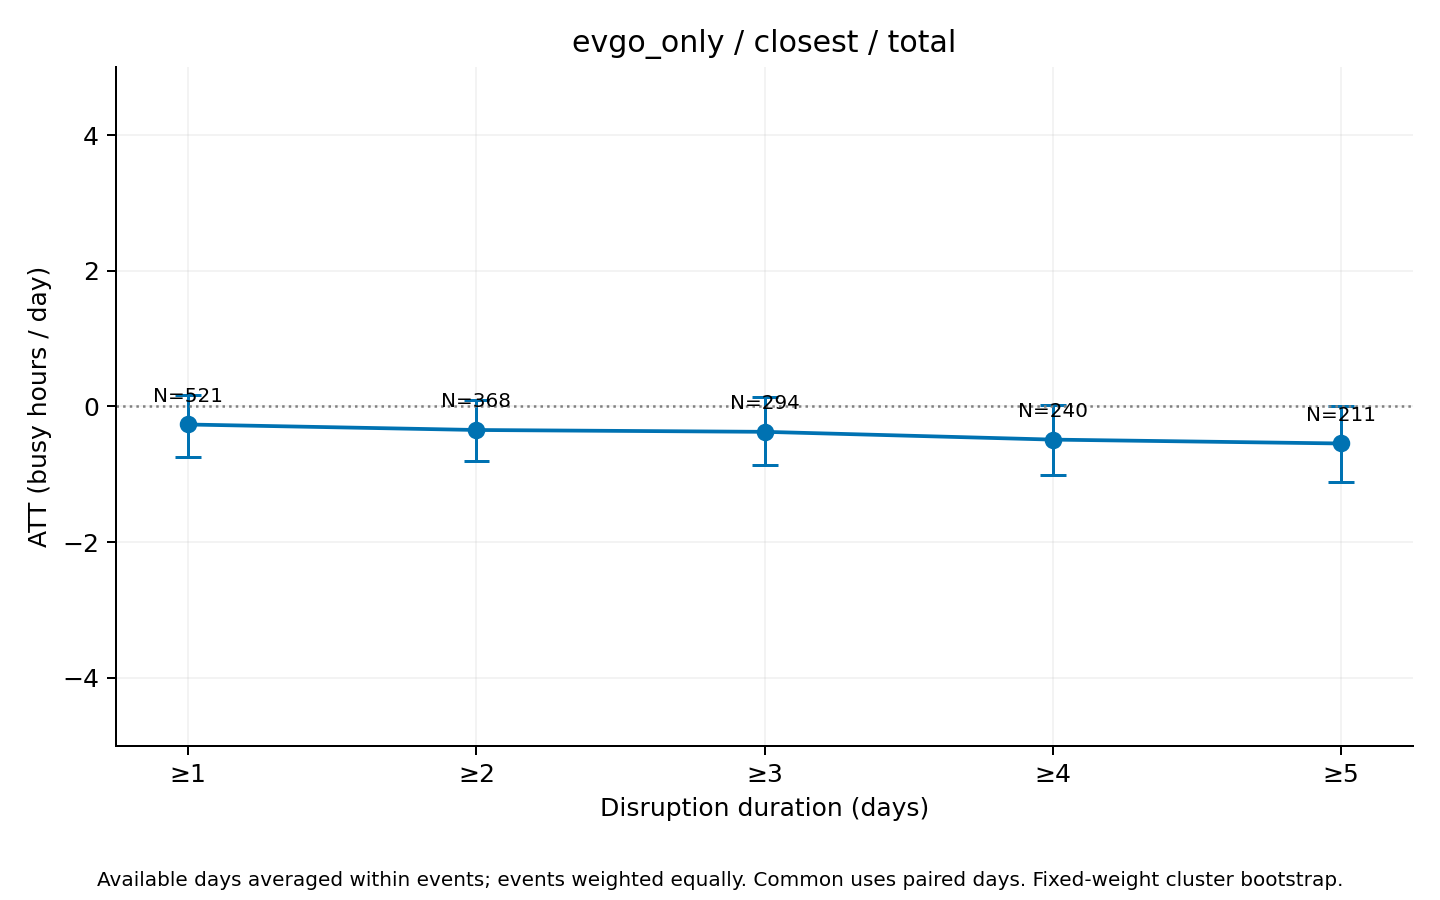 evgo_only / closest / total
ATT (busy hours / day)
4
2
0
−2
−4
N=521
N=368
N=294
N=240
N=211
≥1
≥2
≥3
≥4
≥5
Disruption duration (days)
Available days averaged within events; events weighted equally. Common uses paired days. Fixed-weight cluster bootstrap.